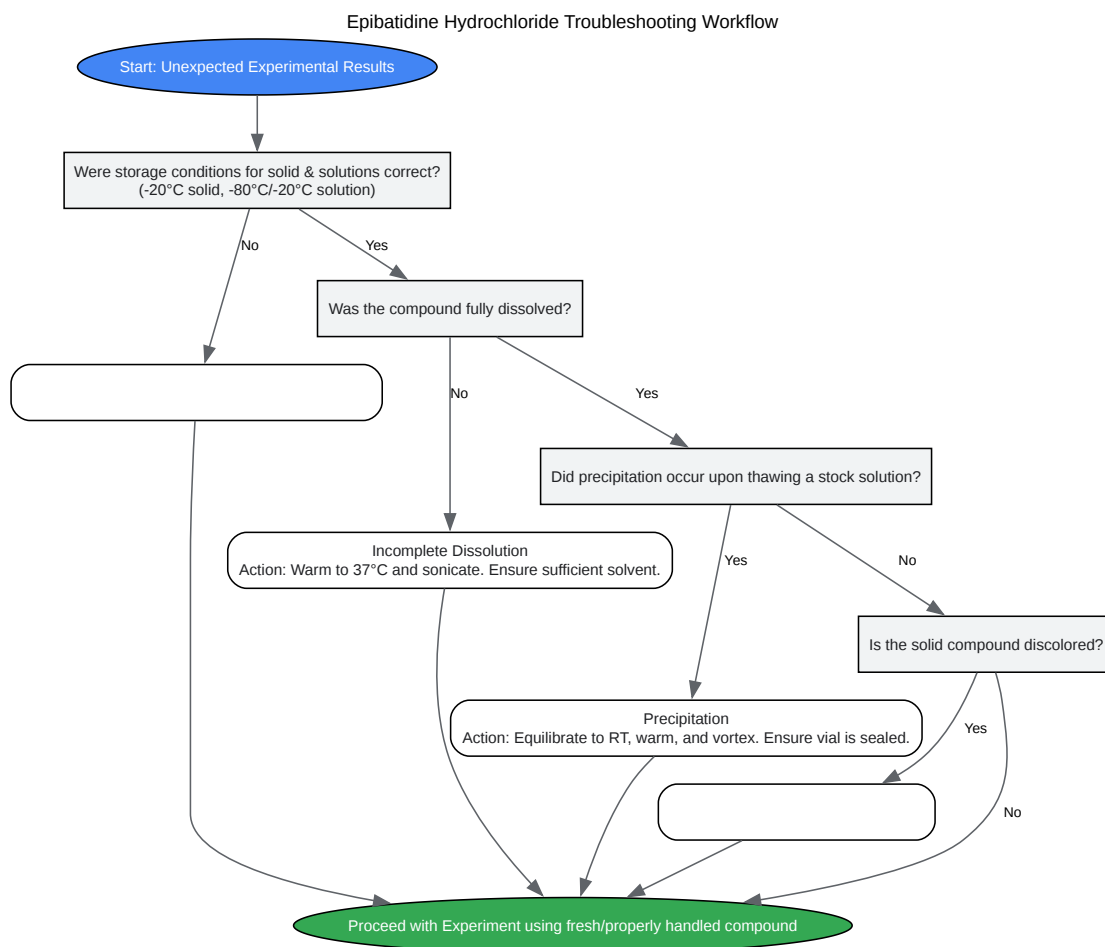 Epibatidine Hydrochloride Troubleshooting Workflow
Start: Unexpected Experimental Results
Were storage conditions for solid & solutions correct?
(-20°C solid, -80°C/-20°C solution)
No
Yes
Was the compound fully dissolved?
No
Yes
Did precipitation occur upon thawing a stock solution?
Incomplete Dissolution
Action: Warm to 37°C and sonicate. Ensure sufficient solvent.
Yes
No
Is the solid compound discolored?
Precipitation
Action: Equilibrate to RT, warm, and vortex. Ensure vial is sealed.
Yes
No
Proceed with Experiment using fresh/properly handled compound